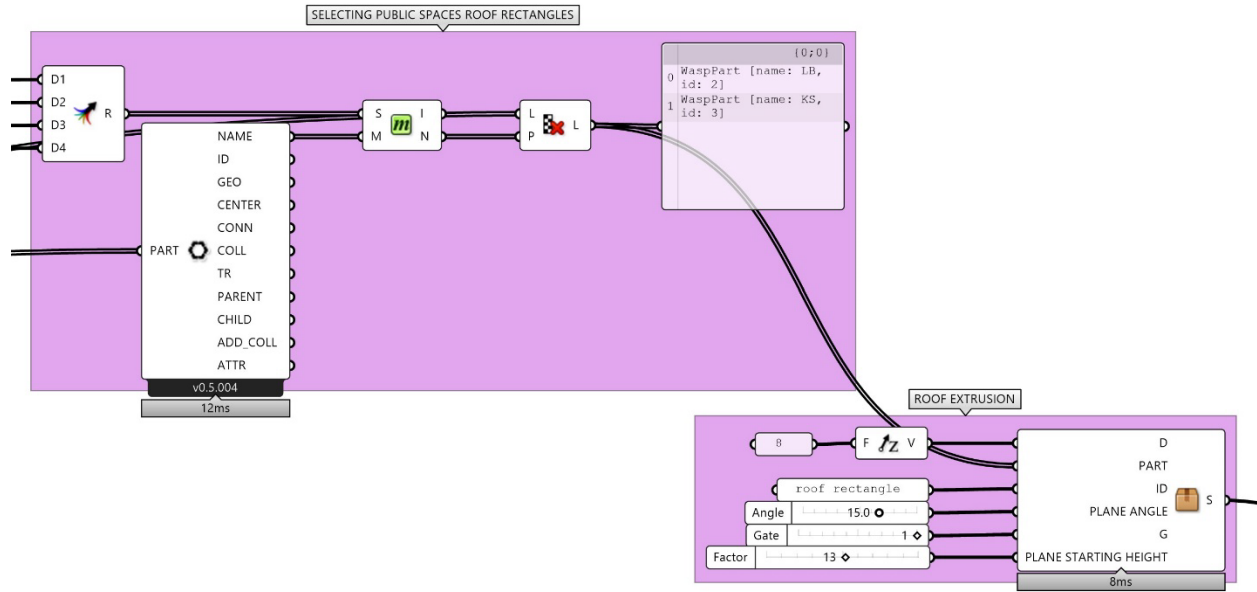 SELECTING PUBLIC SPACES ROOF RECTANGLES
D1
D2
D3
D4
R
PART
NAME
ID
GEO
CENTER
CONN
COLL
TR
PARENT
CHILD
ADD_COLL
ATTR
v0.5.004
12ms
S
M
m
I
N
L
P
L
{0;0}
0 WaspPart [name: LB,
id: 2]
1 WaspPart [name: KS,
id: 3]
ROOF EXTRUSION
8
F
Z
V
roof rectangle
Angle 15.0
Gate 1
Factor 13
D
PART
ID
PLANE ANGLE
G
PLANE STARTING HEIGHT
S
8ms